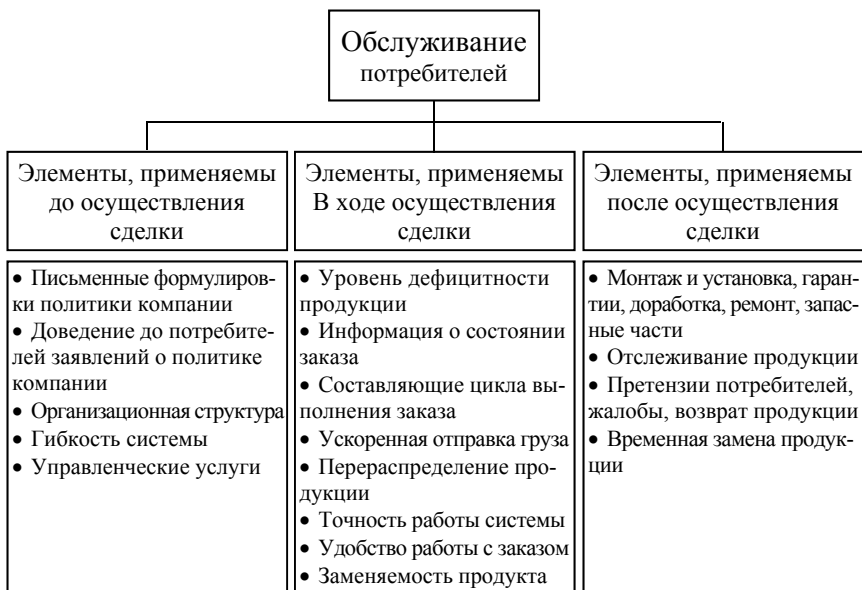 Обслуживание
потребителей
Элементы, применяемы
до осуществления
сделки
Элементы, применяемы
В ходе осуществления
сделки
Элементы, применяемы
после осуществления
сделки
• Письменные формулиров-
ки политики компании
• Доведение до потребите-
лей заявлений о политике
компании
• Организационная структура
• Гибкость системы
• Управленческие услуги
• Уровень дефицитности
продукции
• Информация о состоянии
заказа
• Составляющие цикла вы-
полнения заказа
• Ускоренная отправка груза
• Перераспределение про-
дукции
• Точность работы системы
• Удобство работы с заказом
• Заменяемость продукта
• Монтаж и установка, гаран-
тии, доработка, ремонт, запас-
ные части
• Отслеживание продукции
• Претензии потребителей,
жалобы, возврат продукции
• Временная замена продук-
ции